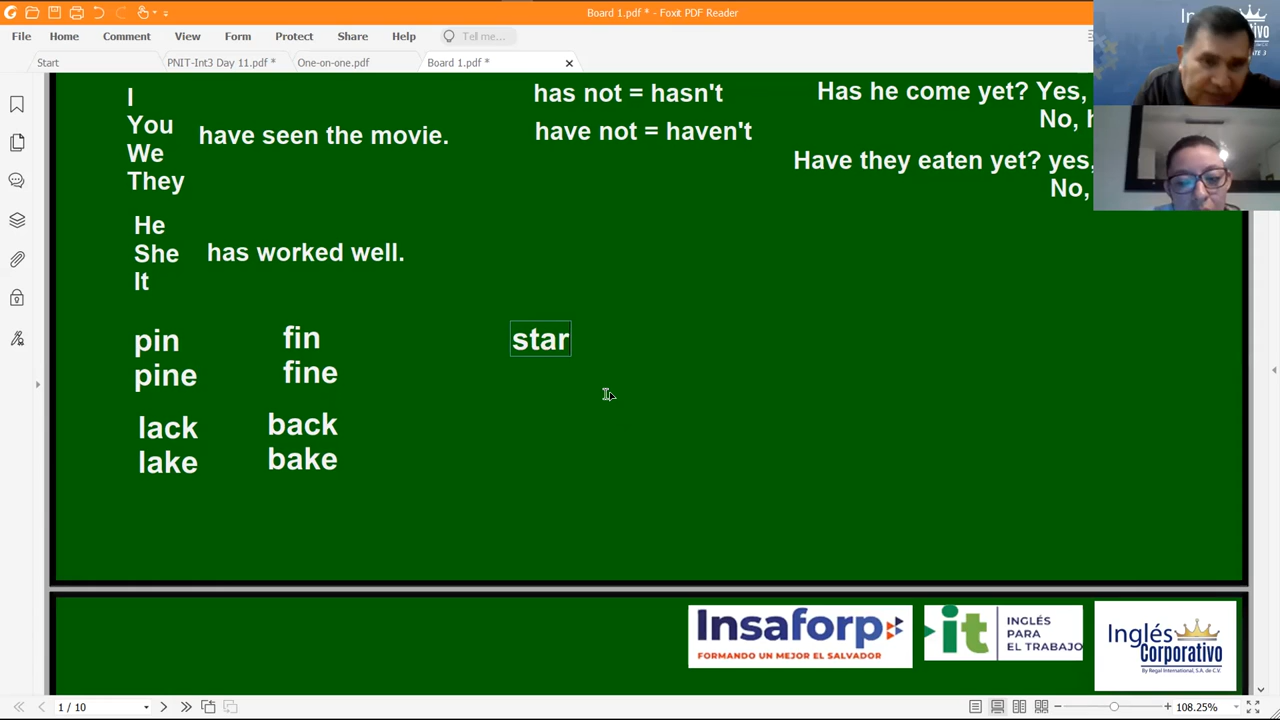 Board 1.pdf * - Foxit PDF Reader
File Home Comment View Form Protect Share Help Tell me...
Start PNIT-Int3 Day 11.pdf * One-on-one.pdf Board 1.pdf *
I
You
We
They
have seen the movie.
has not = hasn't
have not = haven't
Has he come yet? Yes,
No, h
Have they eaten yet? yes,
No,
He
She
It
has worked well.
pin
pine
fin
fine
star
lack
lake
back
bake
Insaforp
FORMANDO UN MEJOR EL SALVADOR
it
INGLÉS
PARA
EL TRABAJO
Inglés
Corporativo
By Regal International, S.A. de C.V.
1 / 10
108.25%